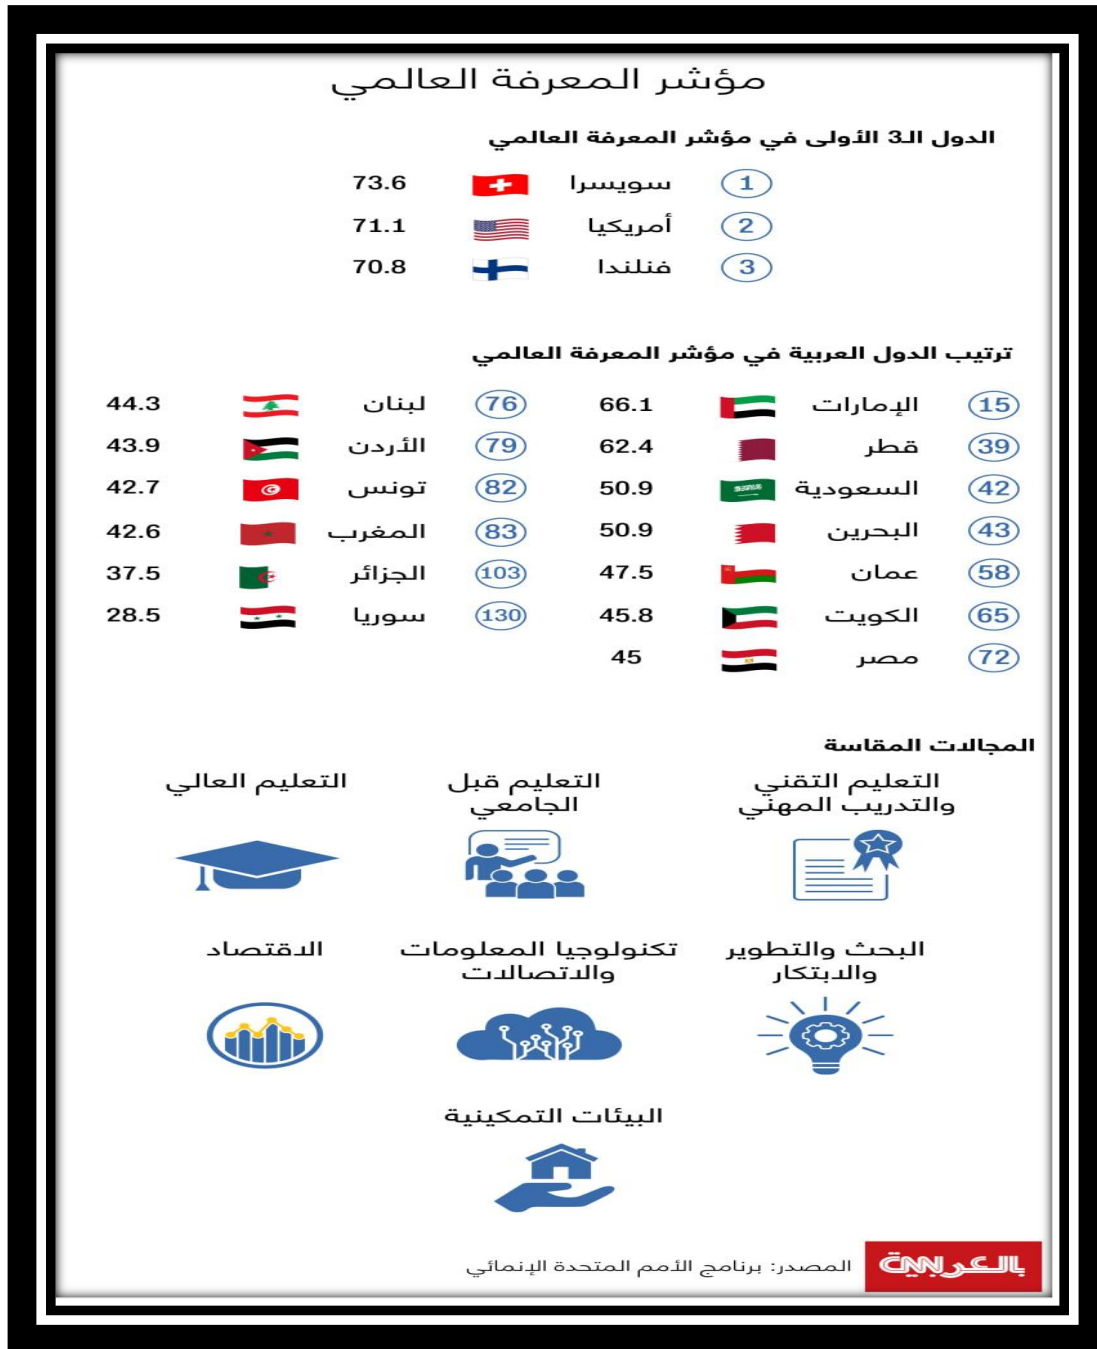 مؤشر المعرفة العالمي
الدول الـ3 الأولى في مؤشر المعرفة العالمي
1 سويسرا 73.6
2 أمريكيا 71.1
3 فنلندا 70.8
ترتيب الدول العربية في مؤشر المعرفة العالمي
15 الإمارات 66.1
39 قطر 62.4
42 السعودية 50.9
43 البحرين 50.9
58 عمان 47.5
65 الكويت 45.8
72 مصر 45
76 لبنان 44.3
79 الأردن 43.9
82 تونس 42.7
83 المغرب 42.6
103 الجزائر 37.5
130 سوريا 28.5
المجالات المقاسة
التعليم التقني
والتدريب المهني
التعليم قبل
الجامعي
التعليم العالي
البحث والتطوير
والابتكار
تكنولوجيا المعلومات
والاتصالات
الاقتصاد
البيئات التمكينية
CNN بالعربية
المصدر: برنامج الأمم المتحدة الإنمائي